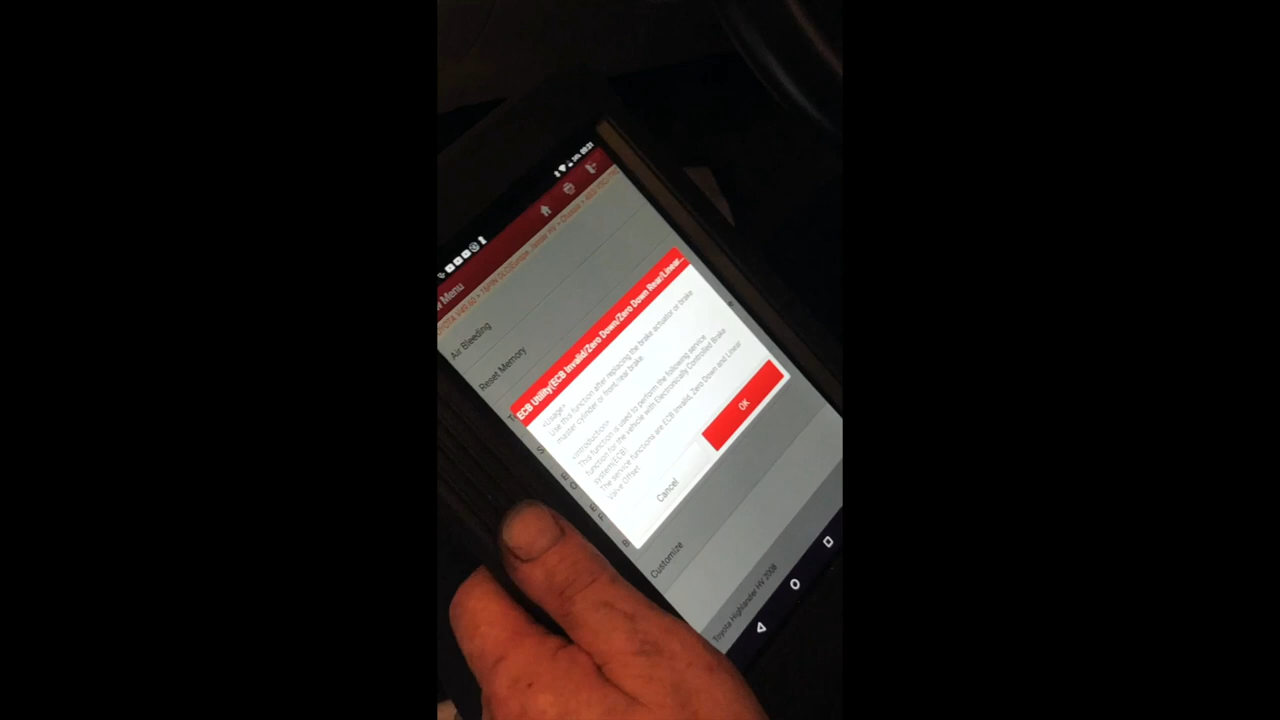 Menu
Air Bleeding
Reset Memory
ECB Utility(ECB Invalid/Zero Down/Zero Down Rear/Linear...
<Usage>
Use this function after replacing the brake actuator or brake
master cylinder or front/rear brake.
<Introduction>
This function is used to perform the following service
function for the vehicle with Electronically Controlled Brake
system(ECB)
The service functions are ECB Invalid, Zero Down and Linear
Valve Offset
Cancel
OK
Customize
Toyota Highlander HV 2008